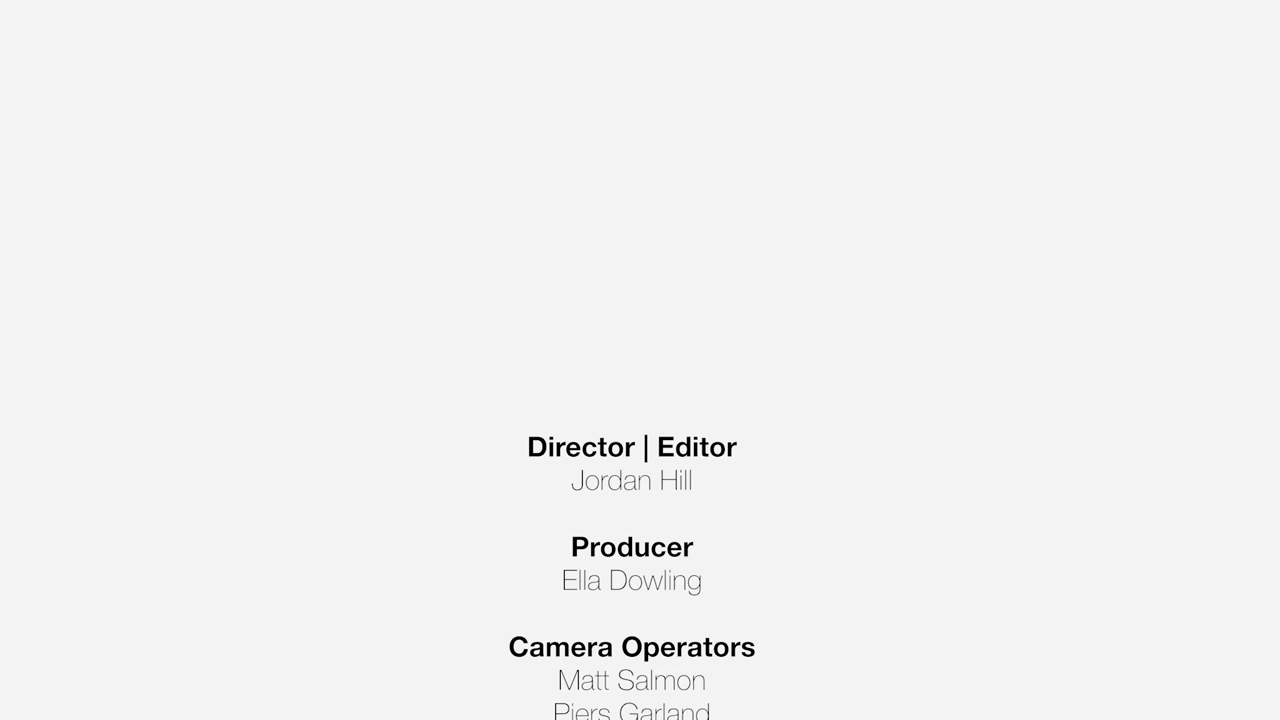 Director | Editor
Jordan Hill
Producer
Ella Dowling
Camera Operators
Matt Salmon
Piers Garland